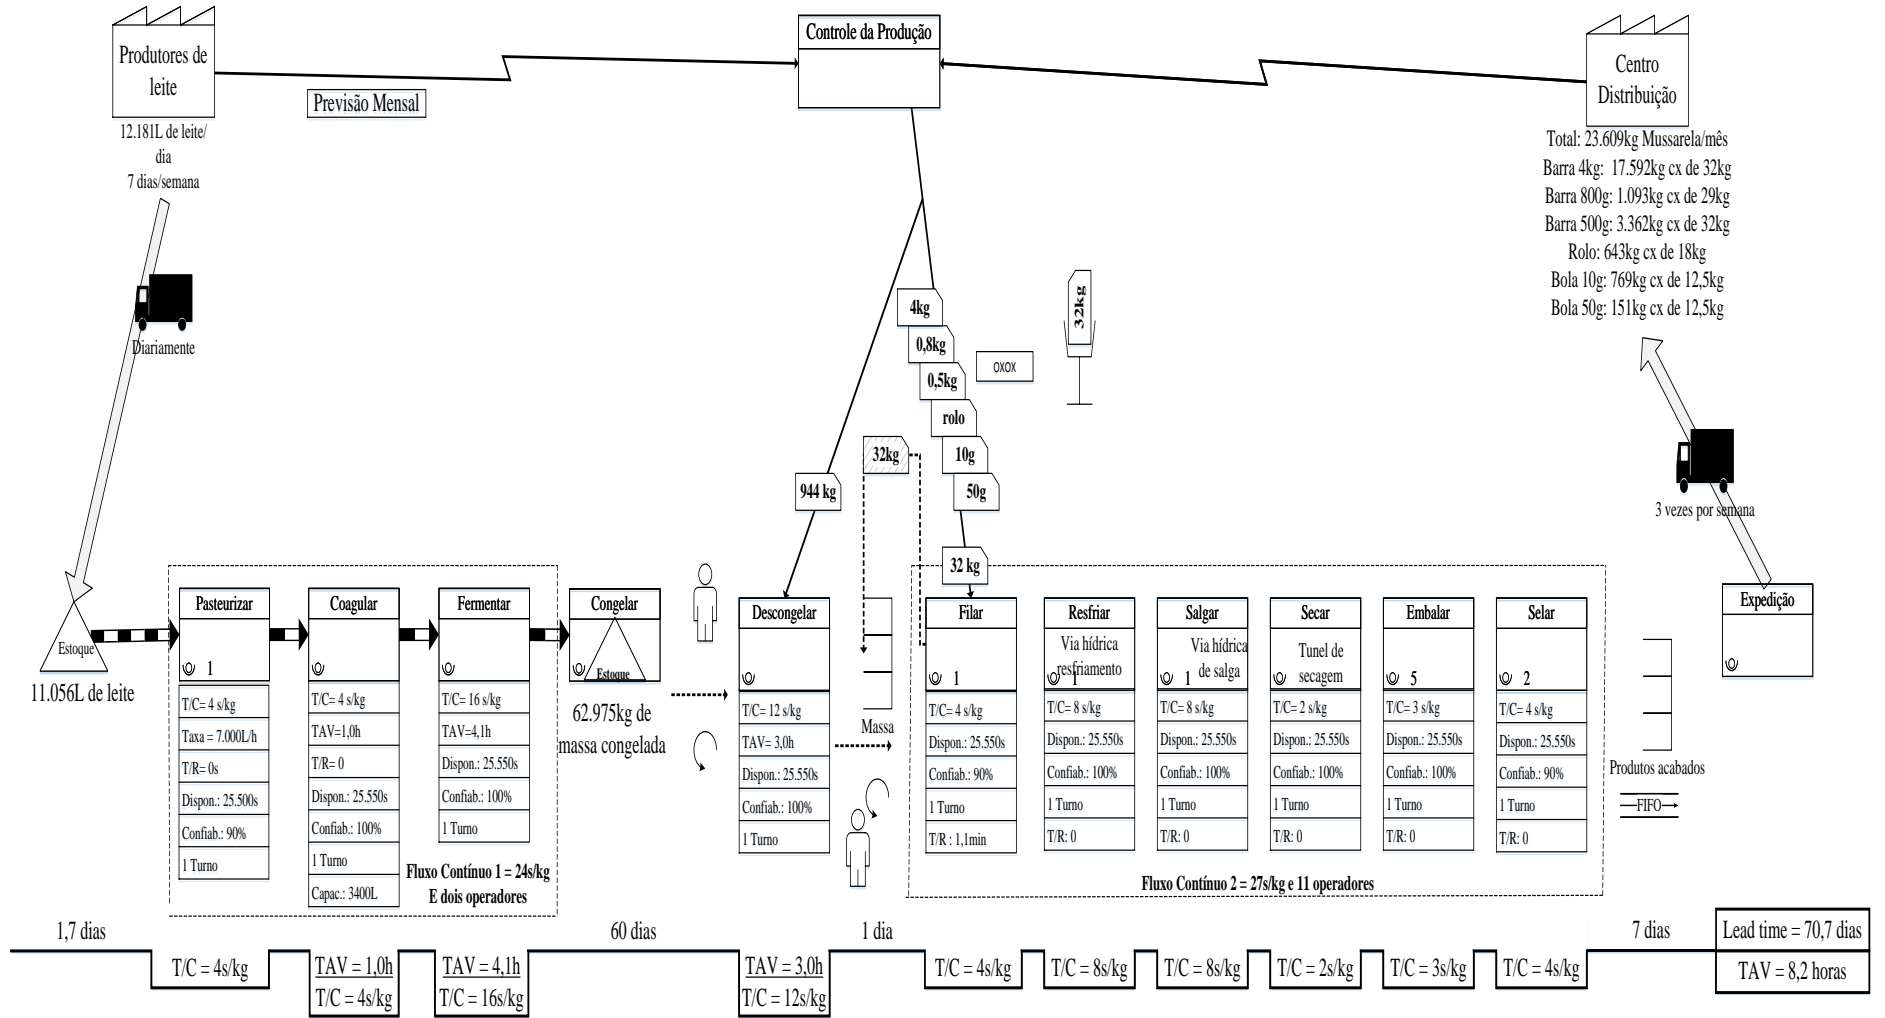 Produtores de
leite
12.181L de leite/
dia
7 dias/semana
Previsão Mensal
Controle da Produção
Centro
Distribuição
Total: 23.609kg Mussarela/mês
Barra 4kg: 17.592kg cx de 32kg
Barra 800g: 1.093kg cx de 29kg
Barra 500g: 3.362kg cx de 32kg
Rolo: 643kg cx de 18kg
Bola 10g: 769kg cx de 12,5kg
Bola 50g: 151kg cx de 12,5kg
Diariamente
4kg
0,8kg
0,5kg
rolo
10g
50g
32 kg
OXOX
32kg
32kg
944 kg
3 vezes por semana
Estoque
11.056L de leite
Pasteurizar
1
T/C= 4 s/kg
Taxa = 7.000L/h
T/R= 0s
Dispon.: 25.500s
Confiab.: 90%
1 Turno
Coagular
T/C= 4 s/kg
TAV=1,0h
T/R= 0
Dispon.: 25.550s
Confiab.: 100%
1 Turno
Capac.: 3400L
Fermentar
T/C= 16 s/kg
TAV=4,1h
Dispon.: 25.550s
Confiab.: 100%
1 Turno
Fluxo Contínuo 1 = 24s/kg
E dois operadores
Congelar
Estoque
62.975kg de
massa congelada
Descongelar
T/C= 12 s/kg
TAV= 3,0h
Dispon.: 25.550s
Confiab.: 100%
1 Turno
Massa
Filar
1
T/C= 4 s/kg
Dispon.: 25.550s
Confiab.: 90%
1 Turno
T/R : 1,1min
Resfriar
Via hídrica
resfriamento
1
T/C= 8 s/kg
Dispon.: 25.550s
Confiab.: 100%
1 Turno
T/R: 0
Salgar
Via hídrica
de salga
1
T/C= 8 s/kg
Dispon.: 25.550s
Confiab.: 100%
1 Turno
T/R: 0
Secar
Tunel de
secagem
T/C= 2 s/kg
Dispon.: 25.550s
Confiab.: 100%
1 Turno
T/R: 0
Embalar
5
T/C= 3 s/kg
Dispon.: 25.550s
Confiab.: 100%
1 Turno
T/R: 0
Selar
2
T/C= 4 s/kg
Dispon.: 25.550s
Confiab.: 90%
1 Turno
T/R: 0
Fluxo Contínuo 2 = 27s/kg e 11 operadores
Expedição
Produtos acabados
FIFO
1,7 dias
T/C = 4s/kg
TAV = 1,0h
T/C = 4s/kg
TAV = 4,1h
T/C = 16s/kg
60 dias
TAV = 3,0h
T/C = 12s/kg
1 dia
T/C = 4s/kg
T/C = 8s/kg
T/C = 8s/kg
T/C = 2s/kg
T/C = 3s/kg
T/C = 4s/kg
7 dias
Lead time = 70,7 dias
TAV = 8,2 horas